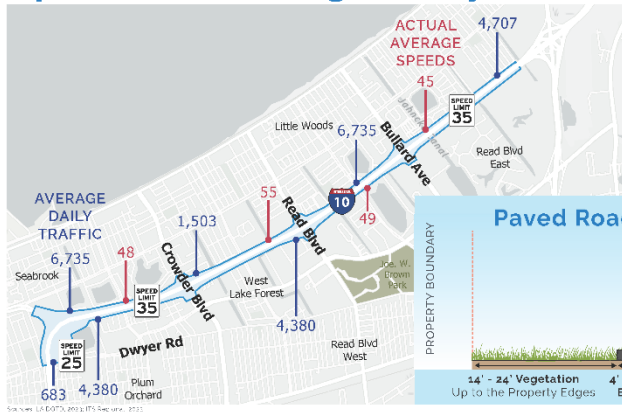 ACTUAL
AVERAGE
SPEEDS
4,707
45
SPEED
LIMIT
35
Little Woods
6,735
Bullard Ave
Read Blvd
East
10
49
55
Read Blvd
AVERAGE
DAILY
TRAFFIC
1,503
6,735
48
Seabrook
Crowder Blvd
SPEED
LIMIT
35
West
Lake Forest
Joe. W.
Brown
Park
4,380
Read Blvd
West
Dwyer Rd
SPEED
LIMIT
25
683
4,380
Plum
Orchard
Paved Roa
PROPERTY BOUNDARY
14' - 24' Vegetation
Up to the Property Edges
4'